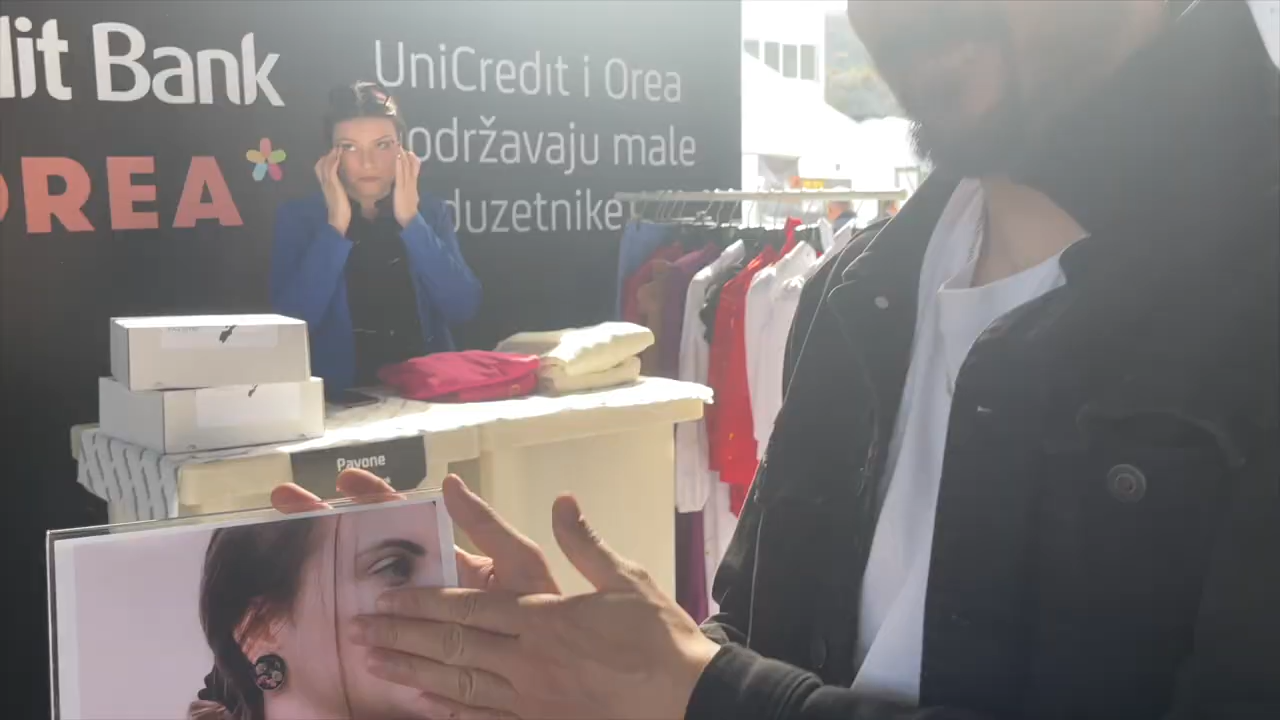 dit Bank
OREA
UniCredit i Orea
održavaju male
duzetnike
Pavone